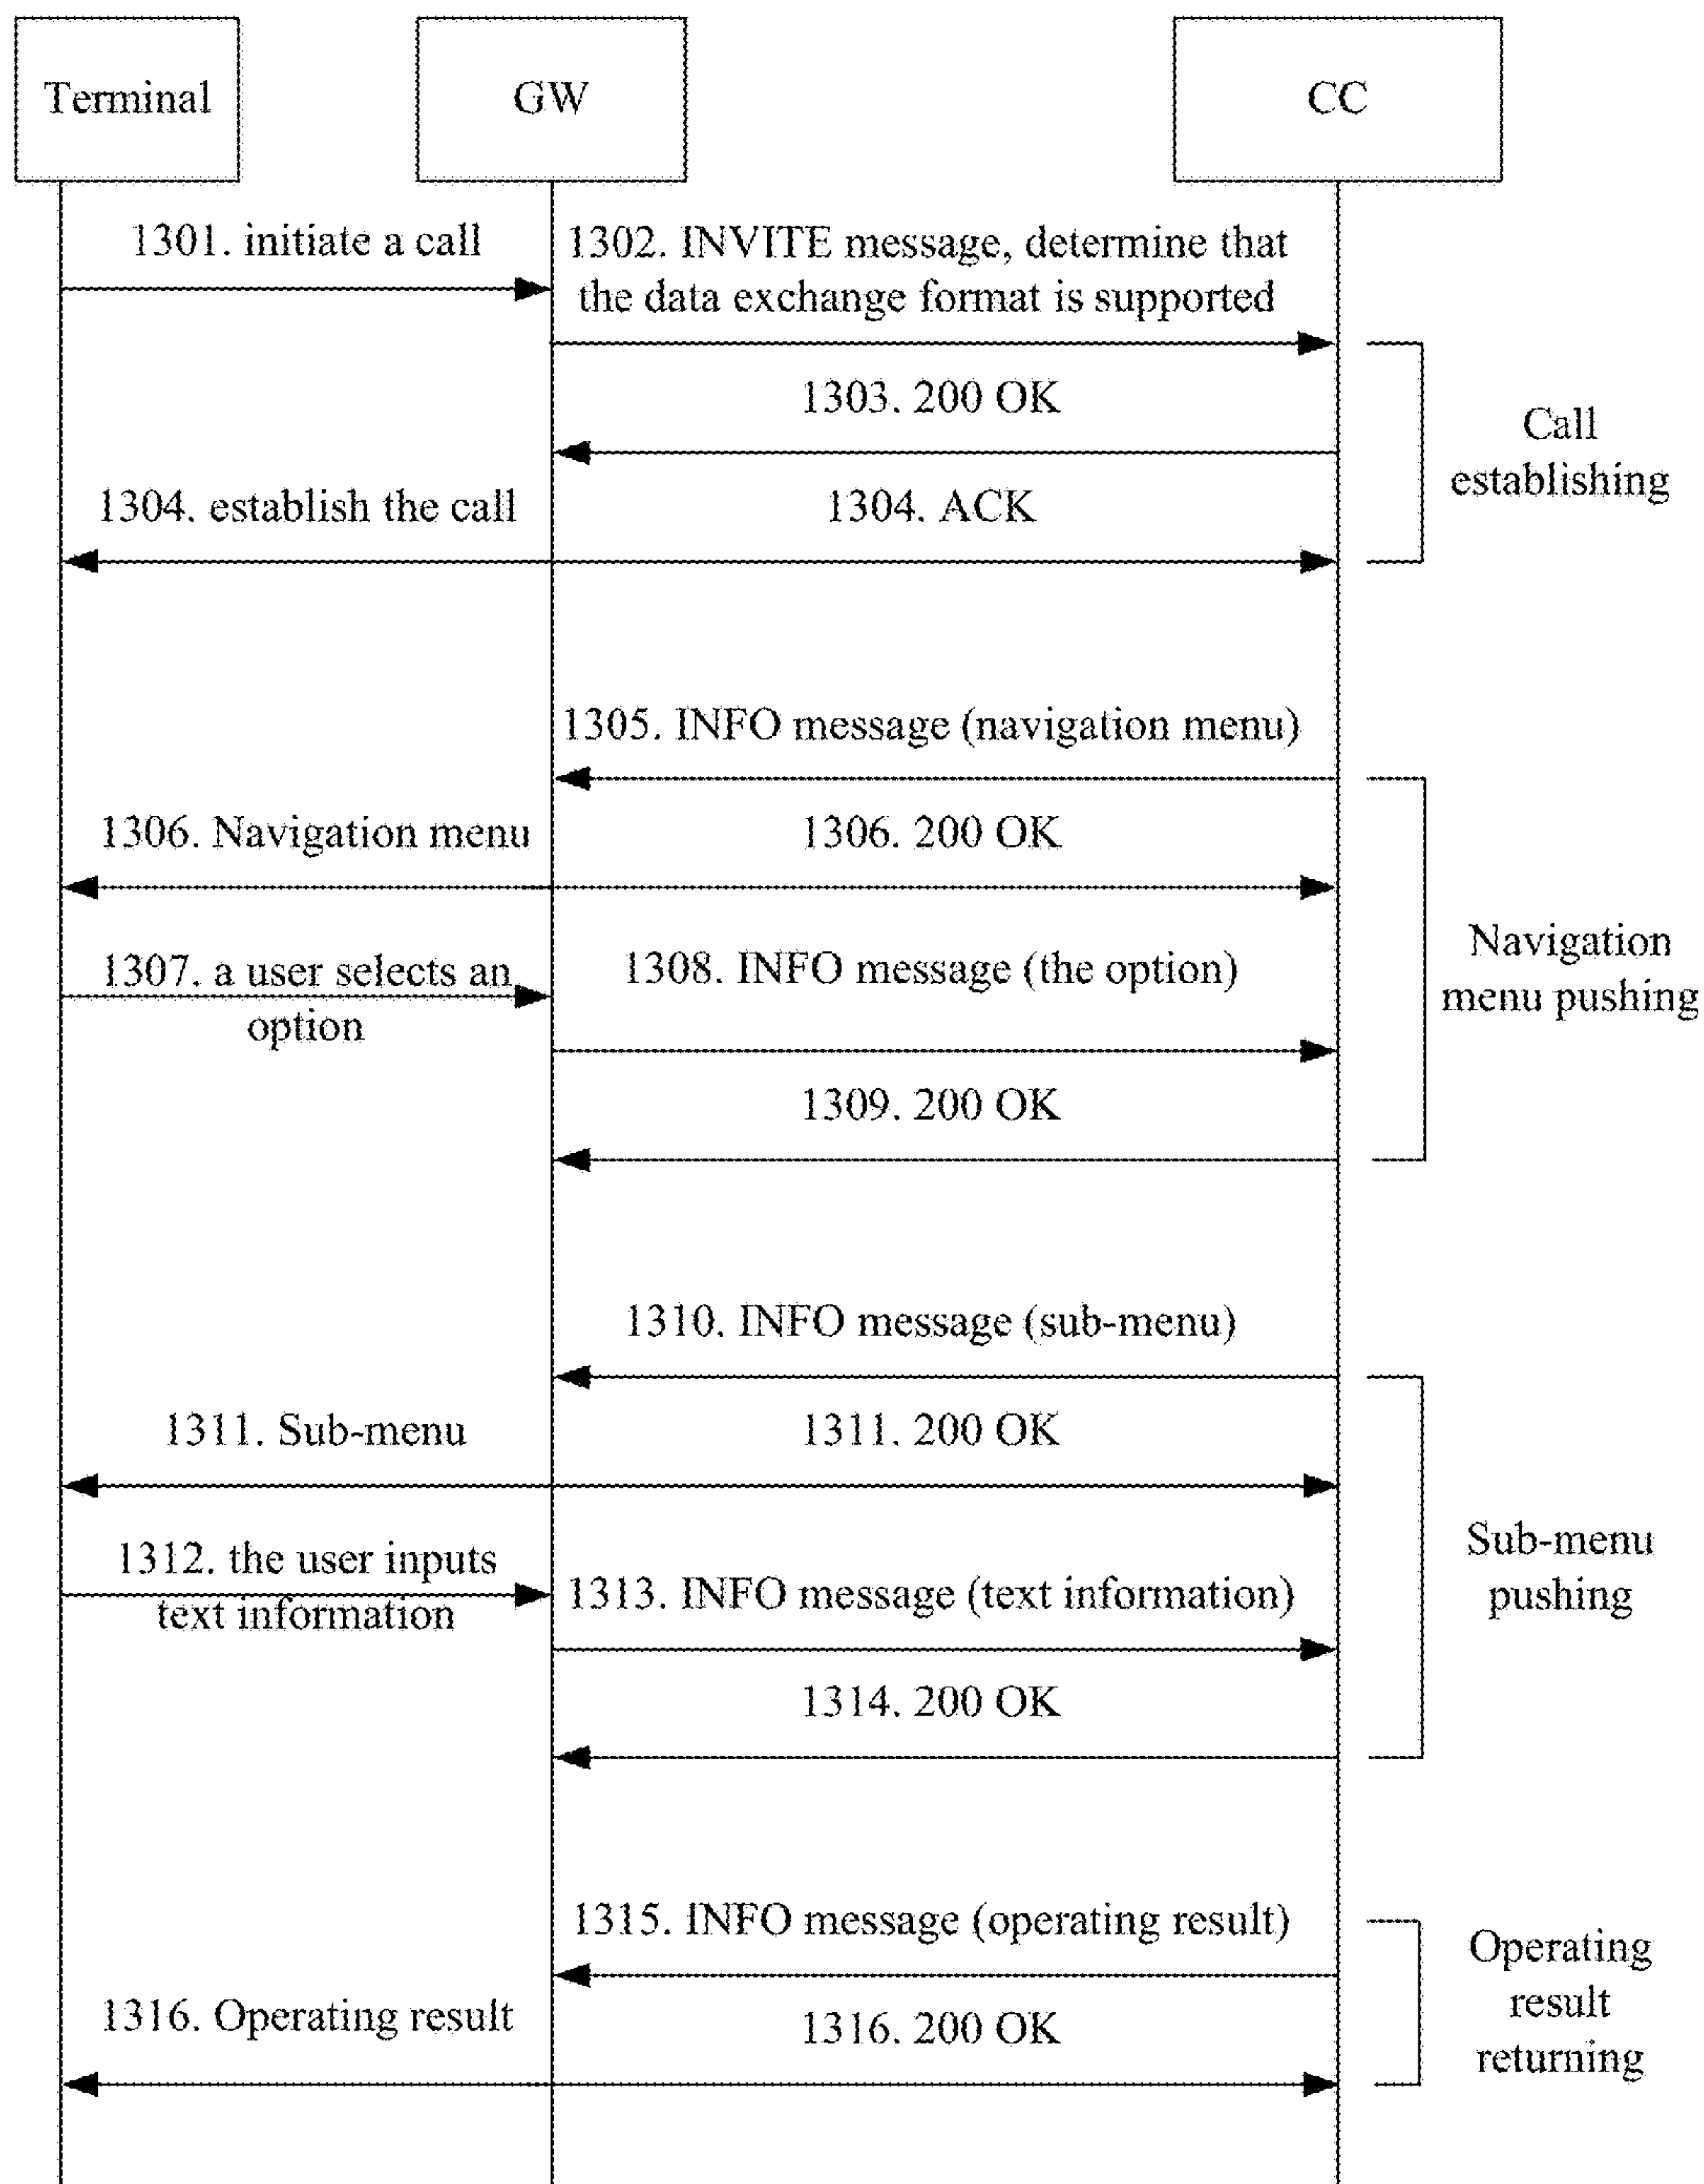 Terminal
GW
CC
1301. initiate a call
1302. INVITE message, determine that
the data exchange format is supported
1303. 200 OK
Call
establishing
1304. establish the call
1304. ACK
1305. INFO message (navigation menu)
1306. Navigation menu
1306. 200 OK
1307. a user selects an
option
1308. INFO message (the option)
Navigation
menu pushing
1309. 200 OK
1310. INFO message (sub-menu)
1311. Sub-menu
1311. 200 OK
1312. the user inputs
text information
1313. INFO message (text information)
Sub-menu
pushing
1314. 200 OK
1315. INFO message (operating result)
1316. Operating result
1316. 200 OK
Operating
result
returning